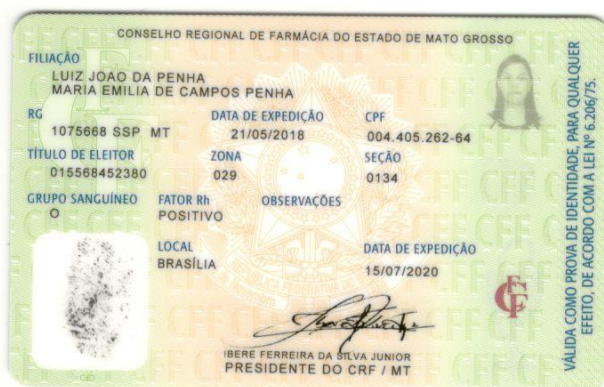 CONSELHO REGIONAL DE FARMÁCIA DO ESTADO DE MATO GROSSO
FILIAÇÃO
LUIZ JOAO DA PENHA
MARIA EMILIA DE CAMPOS PENHA
RG DATA DE EXPEDIÇÃO CPF
1075668 SSP MT 21/05/2018 004.405.262-64
TÍTULO DE ELEITOR ZONA SEÇÃO
015568452380 029 0134
GRUPO SANGUÍNEO FATOR Rh OBSERVAÇÕES
O POSITIVO
LOCAL DATA DE EXPEDIÇÃO
BRASÍLIA 15/07/2020
IBERE FERREIRA DA SILVA JUNIOR
PRESIDENTE DO CRF / MT
VÁLIDA COMO PROVA DE IDENTIDADE, PARA QUALQUER
EFEITO, DE ACORDO COM A LEI Nº 6.206/75.